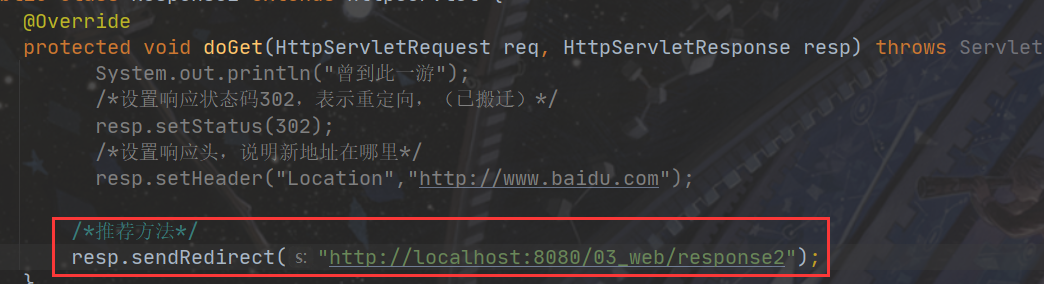 @Override
protected void doGet(HttpServletRequest req, HttpServletResponse resp) throws Servlet
System.out.println("曾到此一游");
/*设置响应状态码302，表示重定向，（已搬迁）*/
resp.setStatus(302);
/*设置响应头，说明新地址在哪里*/
resp.setHeader("Location","http://www.baidu.com");
/*推荐方法*/
resp.sendRedirect( s: "http://localhost:8080/03_web/response2");
}